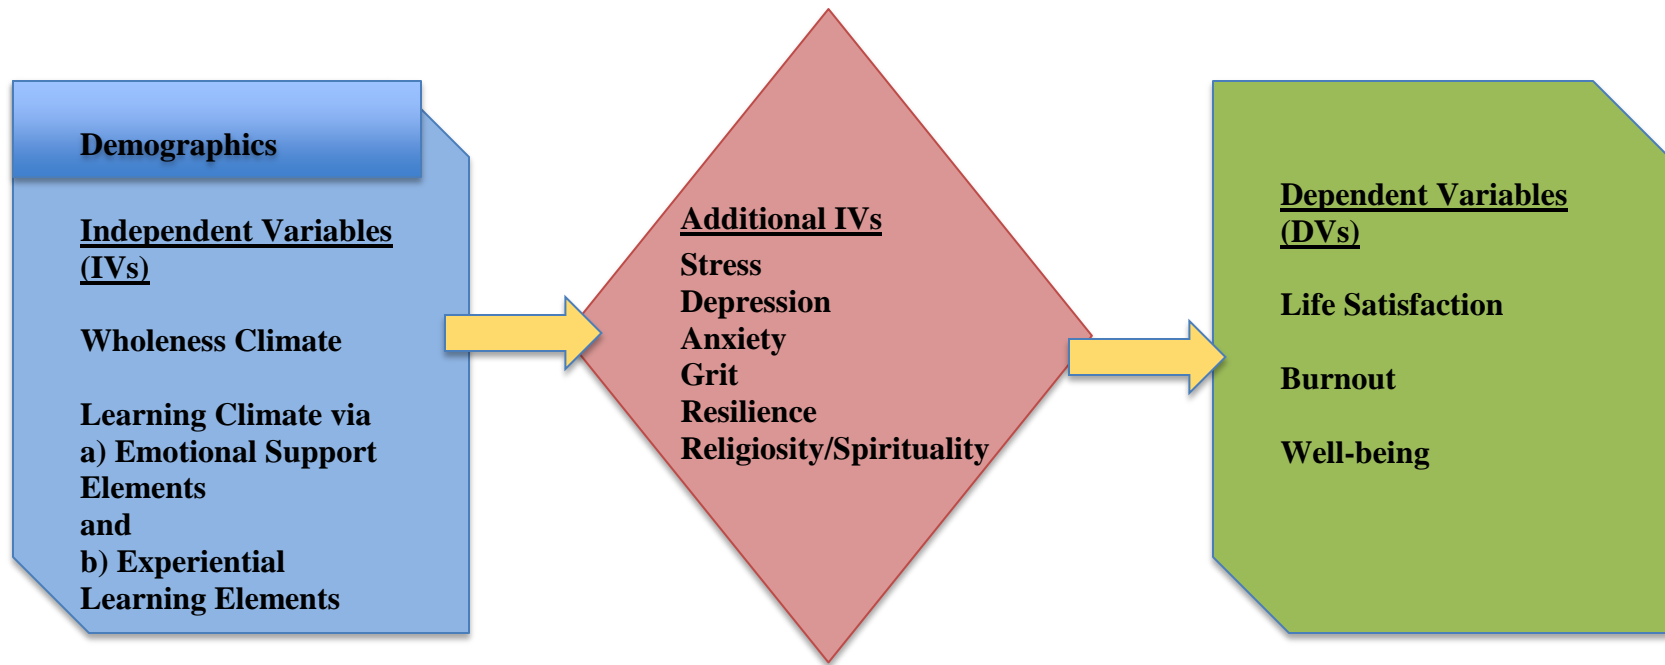 Demographics
Independent Variables
(IVs)
Wholeness Climate
Learning Climate via
a) Emotional Support
Elements
and
b) Experiential
Learning Elements
Additional IVs
Stress
Depression
Anxiety
Grit
Resilience
Religiosity/Spirituality
Dependent Variables
(DVs)
Life Satisfaction
Burnout
Well-being